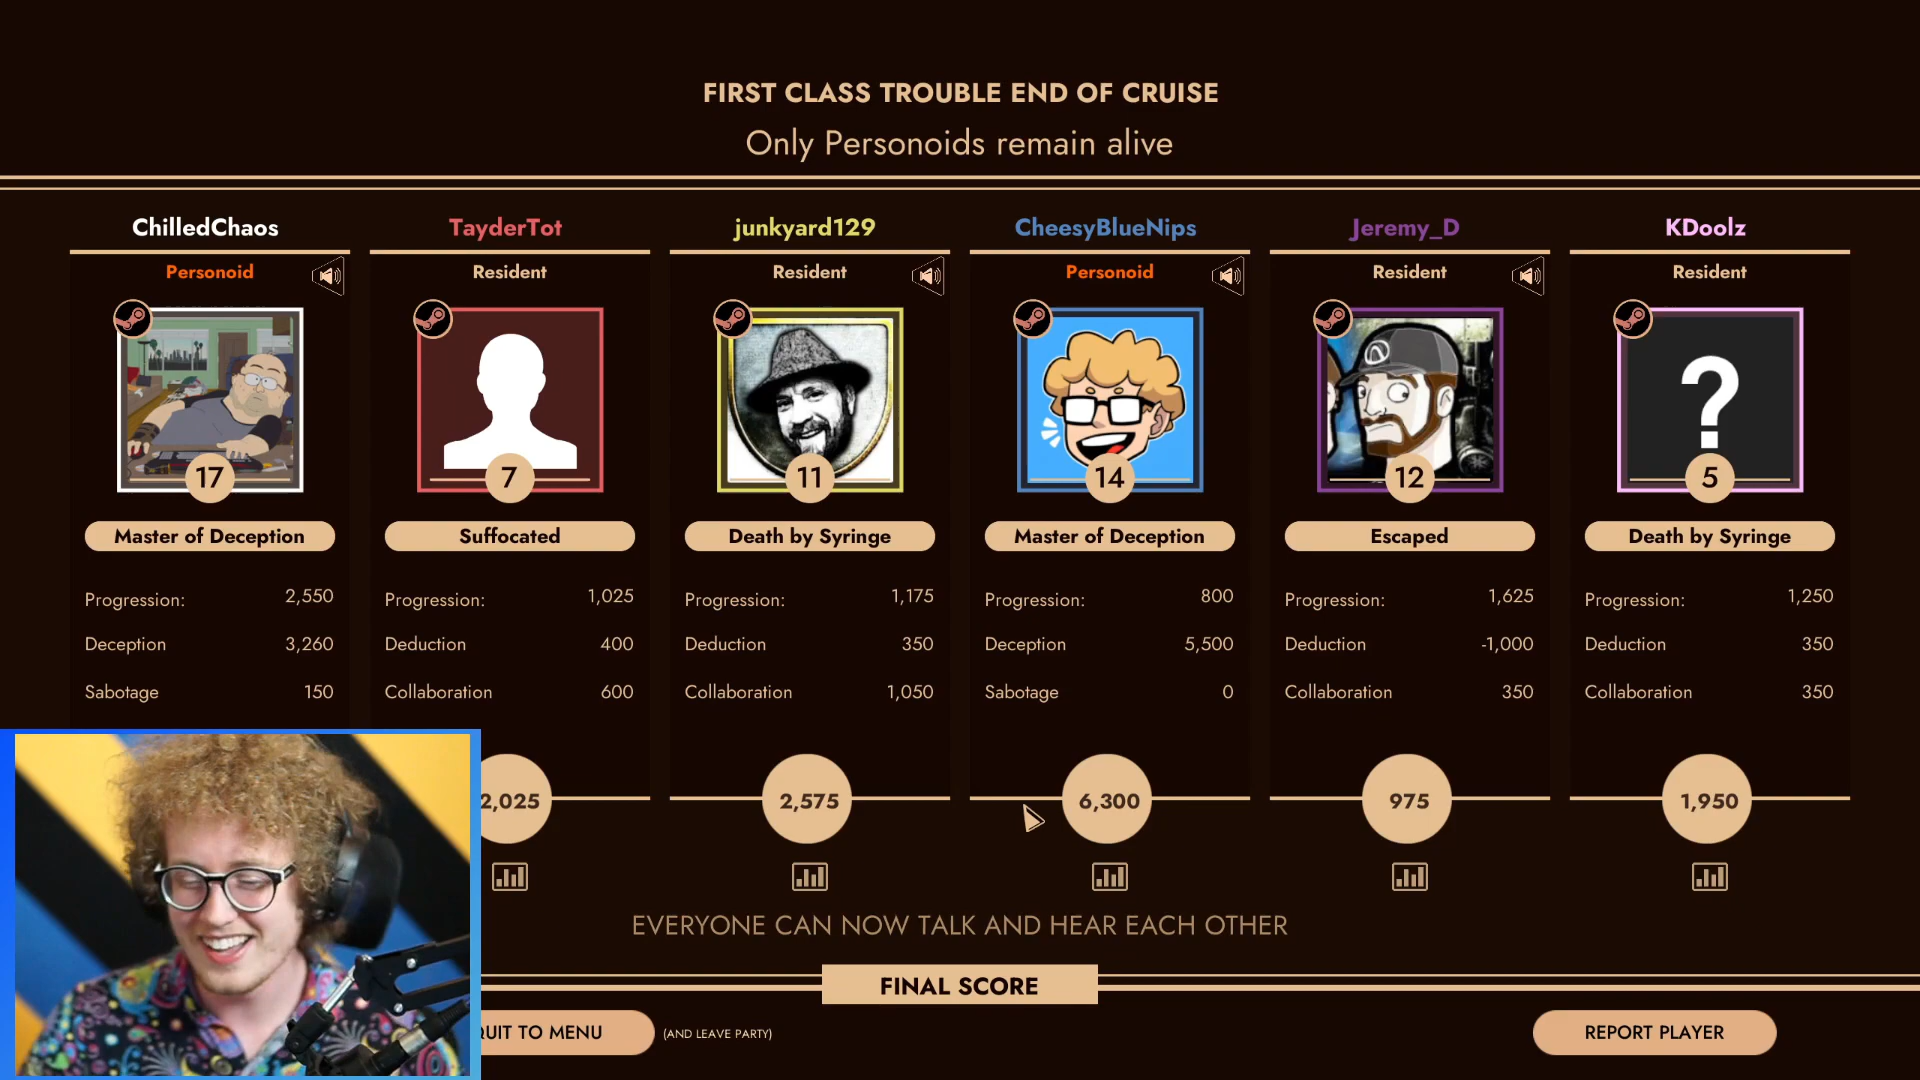 FIRST CLASS TROUBLE END OF CRUISE
Only Personoids remain alive
ChilledChaos
Personoid
17
Master of Deception
Progression: 2,550
Deception 3,260
Sabotage 150
TayderTot
Resident
7
Suffocated
Progression: 1,025
Deduction 400
Collaboration 600
2,025
junkyard129
Resident
11
Death by Syringe
Progression: 1,175
Deduction 350
Collaboration 1,050
2,575
CheesyBlueNips
Personoid
14
Master of Deception
Progression: 800
Deception 5,500
Sabotage 0
6,300
Jeremy_D
Resident
12
Escaped
Progression: 1,625
Deduction -1,000
Collaboration 350
975
KDoolz
Resident
?
5
Death by Syringe
Progression: 1,250
Deduction 350
Collaboration 350
1,950
EVERYONE CAN NOW TALK AND HEAR EACH OTHER
FINAL SCORE
QUIT TO MENU (AND LEAVE PARTY)
REPORT PLAYER